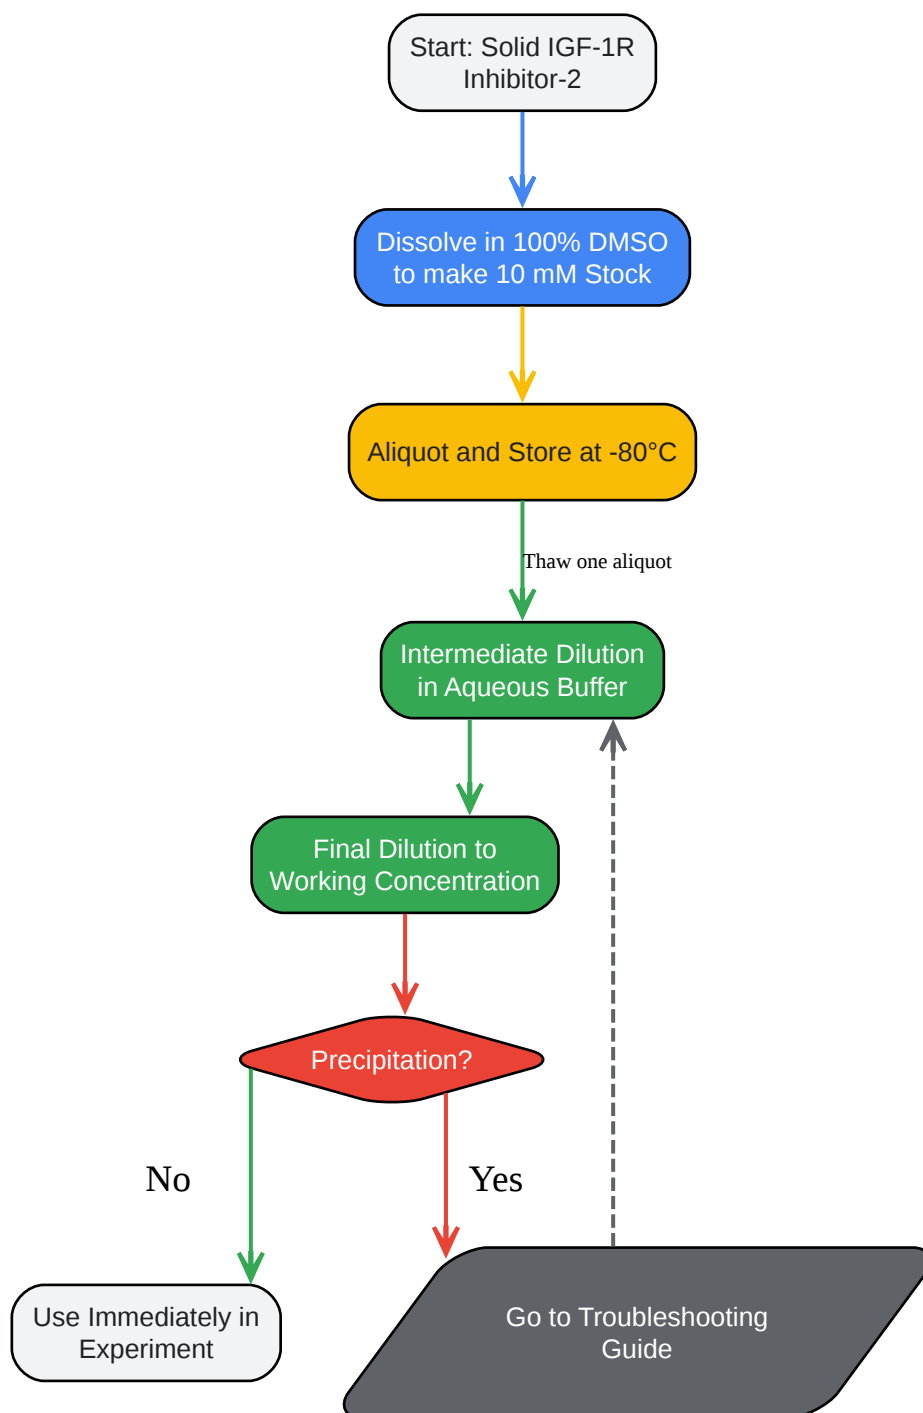 Start: Solid IGF-1R
Inhibitor-2
Dissolve in 100% DMSO
to make 10 mM Stock
Aliquot and Store at -80°C
Thaw one aliquot
Intermediate Dilution
in Aqueous Buffer
Final Dilution to
Working Concentration
Precipitation?
No
Yes
Use Immediately in
Experiment
Go to Troubleshooting
Guide